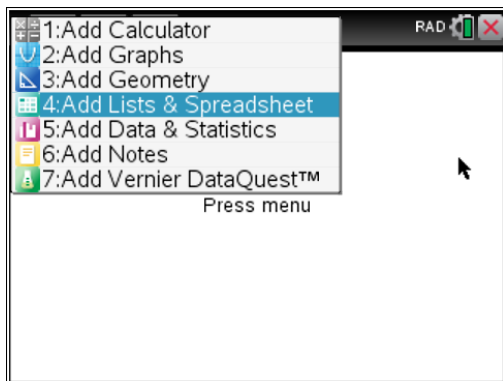 1:Add Calculator
RAD
2:Add Graphs
3:Add Geometry
4:Add Lists & Spreadsheet
5:Add Data & Statistics
6:Add Notes
7:Add Vernier DataQuest™
Press menu